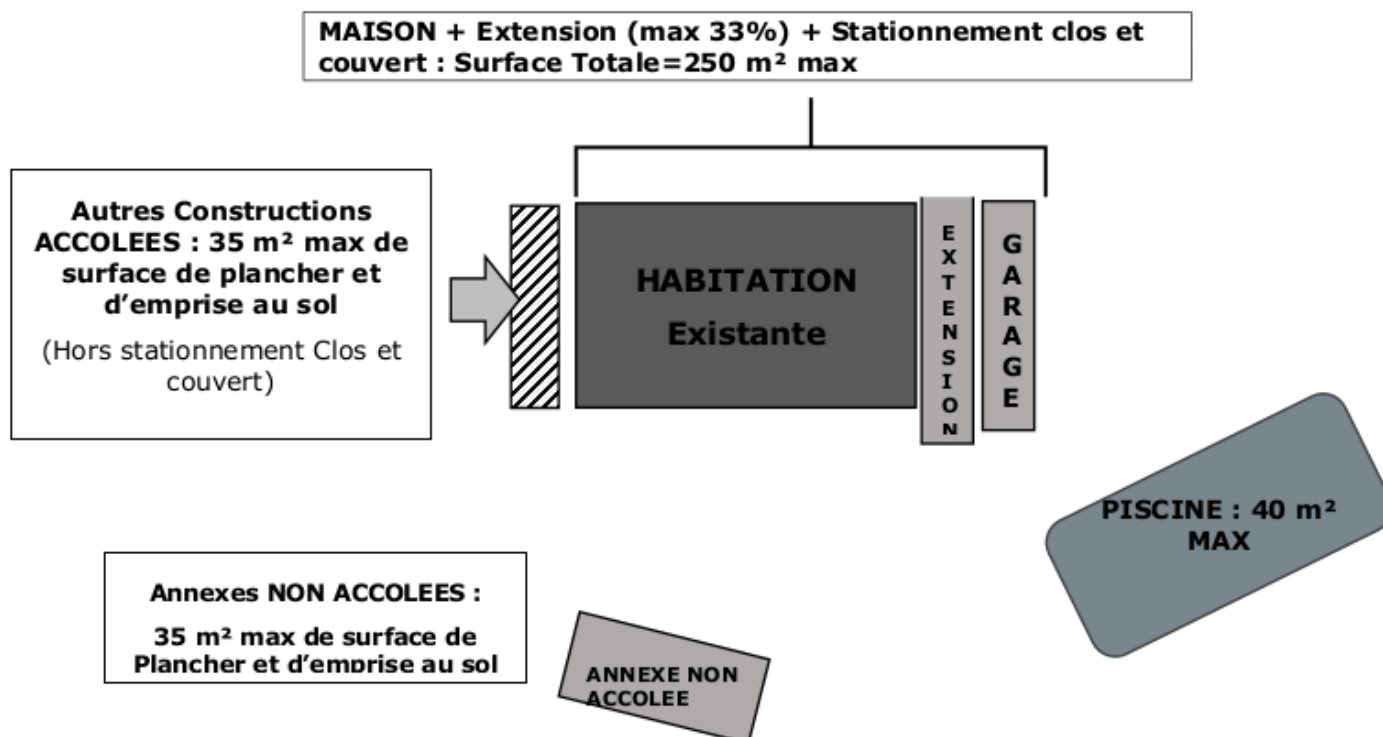 MAISON + Extension (max 33%) + Stationnement clos et
couvert : Surface Totale=250 m² max
Autres Constructions
ACCOLEES : 35 m² max de
surface de plancher et
d’emprise au sol
(Hors stationnement Clos et
couvert)
HABITATION
Existante
EXTENSION
GARAGE
PISCINE : 40 m²
MAX
Annexes NON ACCOLEES :
35 m² max de surface de
Plancher et d’emprise au sol
ANNEXE NON
ACCOLEE